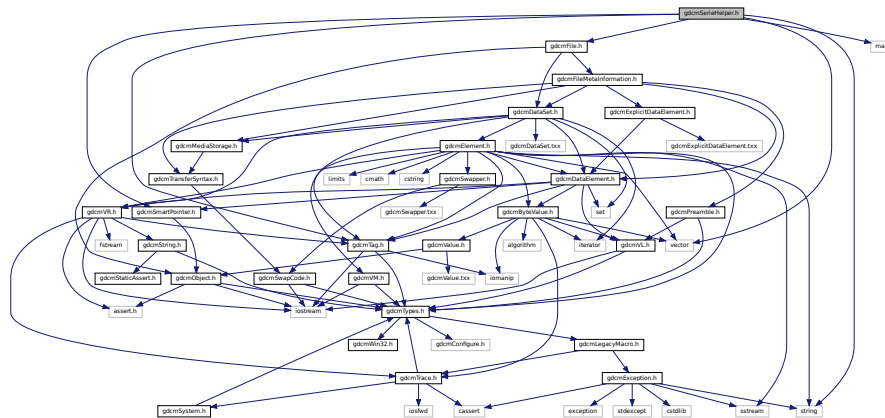 gdcmSerieHelper.h
gdcmFile.h
gdcmFileMetaInformation.h
gdcmDataSet.h
gdcmExplicitDataElement.h
gdcmMediaStorage.h
gdcmElement.h
gdcmDataSet.txx
gdcmExplicitDataElement.txx
gdcmTransferSyntax.h
limits
cmath
cstring
gdcmSwapper.h
gdcmDataElement.h
gdcmVR.h
gdcmSmartPointer.h
gdcmSwapper.txx
gdcmByteValue.h
set
gdcmPreamble.h
fstream
gdcmString.h
gdcmTag.h
gdcmValue.h
algorithm
iterator
gdcmVL.h
vector
gdcmStaticAssert.h
gdcmObject.h
gdcmSwapCode.h
gdcmVM.h
gdcmValue.txx
iomanip
assert.h
iostream
gdcmTypes.h
gdcmWin32.h
gdcmConfigure.h
gdcmLegacyMacro.h
gdcmTrace.h
gdcmException.h
gdcmSystem.h
iosfwd
cassert
exception
stdexcept
cstdlib
sstream
string